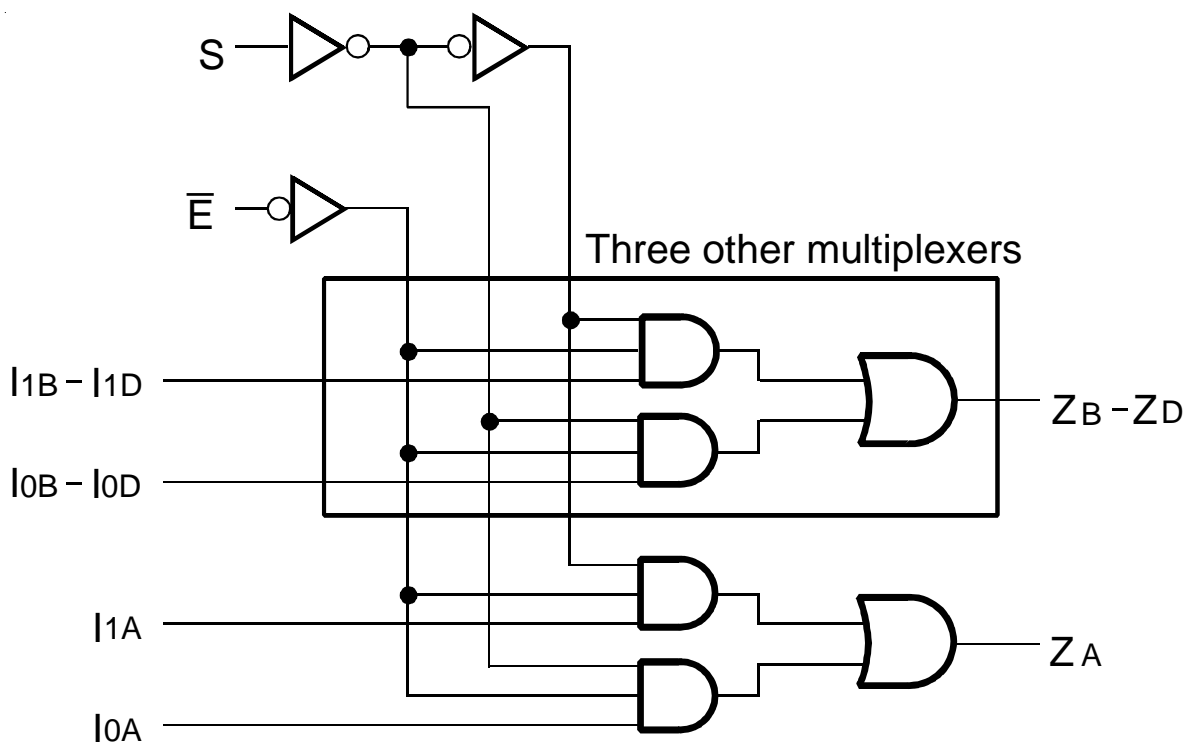 S
E̅
Three other multiplexers
I1B – I1D
ZB – ZD
I0B – I0D
I1A
ZA
I0A